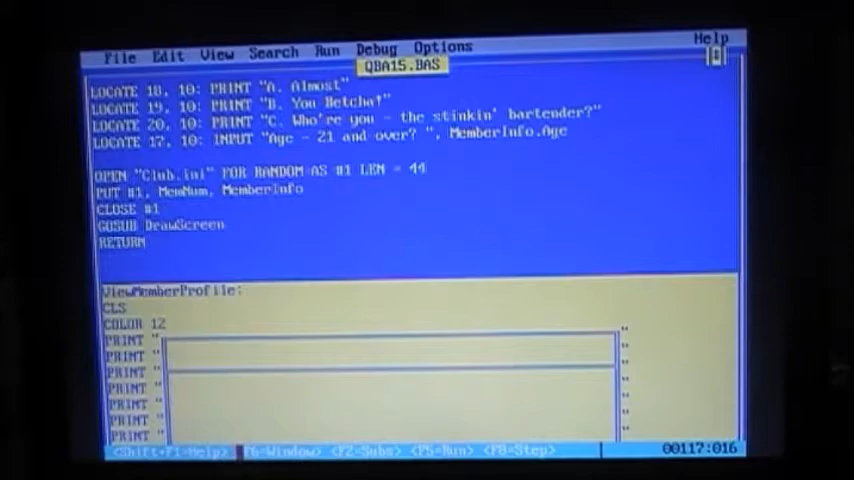 File Edit View Search Run Debug Options Help
QBA15.BAS
LOCATE 18, 10: PRINT "A. Almost"
LOCATE 19, 10: PRINT "B. You Betcha!"
LOCATE 20, 10: PRINT "C. Who're you - the stinkin' bartender?"
LOCATE 17, 10: INPUT "Age - 21 and over? ", MemberInfo.Age
OPEN "Club.ini" FOR RANDOM AS #1 LEN = 44
PUT #1, MemNum, MemberInfo
CLOSE #1
GOSUB DrawScreen
RETURN
ViewMemberProfile:
CLS
COLOR 12
PRINT " "
PRINT " "
PRINT " "
PRINT " "
PRINT " "
PRINT " "
PRINT "
<Shift+F1=Help> <F6=Window> <F2=Subs> <F5=Run> <F8=Step> 00117:016